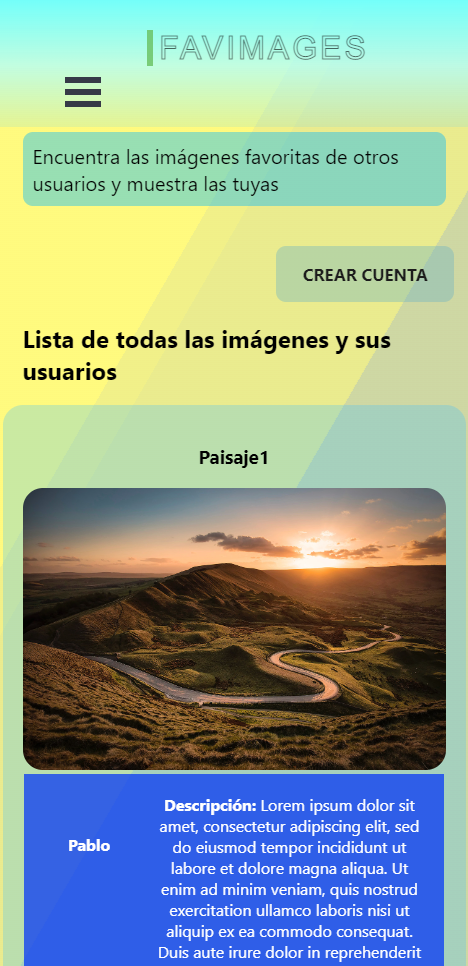 FAVIMAGES
Encuentra las imágenes favoritas de otros
usuarios y muestra las tuyas
CREAR CUENTA
Lista de todas las imágenes y sus
usuarios
Paisaje1
Pablo
Descripción: Lorem ipsum dolor sit
amet, consectetur adipiscing elit, sed
do eiusmod tempor incididunt ut
labore et dolore magna aliqua. Ut
enim ad minim veniam, quis nostrud
exercitation ullamco laboris nisi ut
aliquip ex ea commodo consequat.
Duis aute irure dolor in reprehenderit